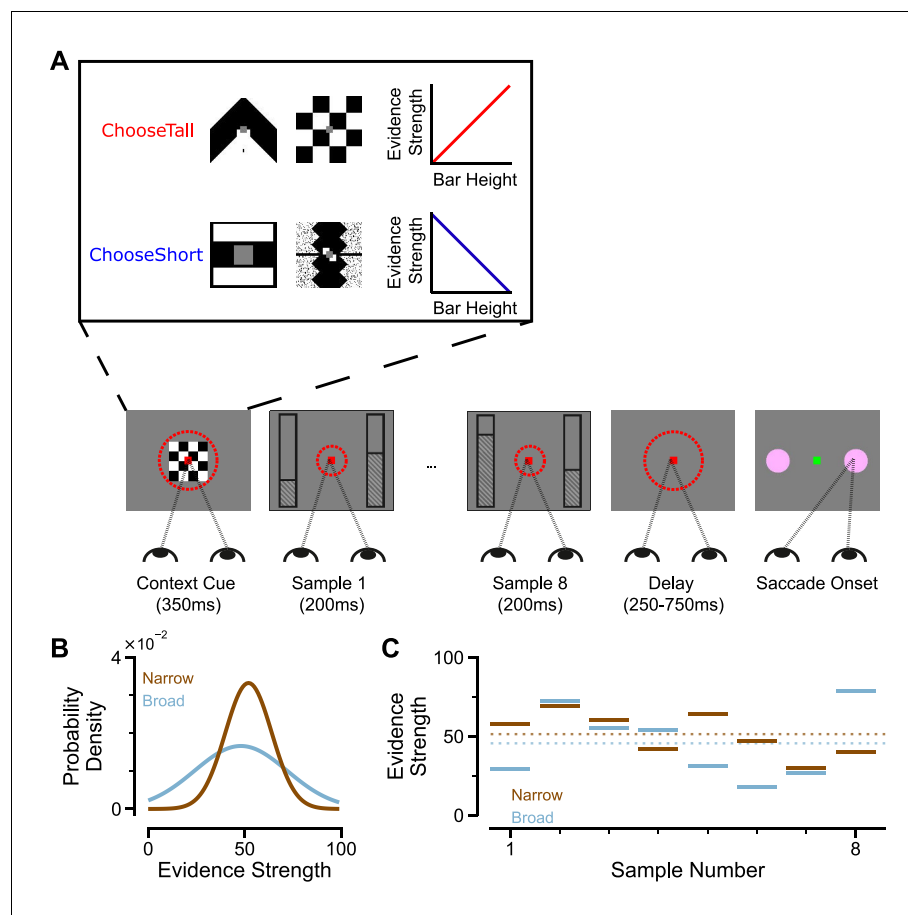 A
ChooseTall
Evidence
Strength
Bar Height
ChooseShort
Evidence
Strength
Bar Height
...
Context Cue
(350ms)
Sample 1
(200ms)
Sample 8
(200ms)
Delay
(250-750ms)
Saccade Onset
B
×10⁻²
4
Narrow
Broad
Probability
Density
0
0
50
100
Evidence Strength
C
100
50
0
Evidence
Strength
Narrow
Broad
1
8
Sample Number